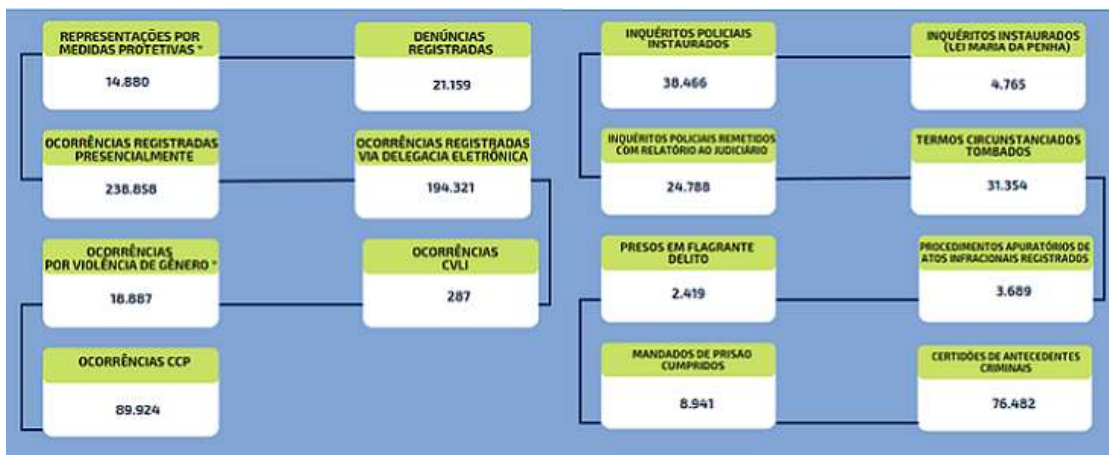 REPRESENTAÇÕES POR
MEDIDAS PROTETIVAS *
14.880
DENÚNCIAS
REGISTRADAS
21.159
OCORRÊNCIAS REGISTRADAS
PRESENCIALMENTE
238.858
OCORRÊNCIAS REGISTRADAS
VIA DELEGACIA ELETRÔNICA
194.321
OCORRÊNCIAS
POR VIOLÊNCIA DE GÊNERO *
18.887
OCORRÊNCIAS
CVLI
287
OCORRÊNCIAS CCP
89.924
INQUÉRITOS POLICIAIS
INSTAURADOS
38.466
INQUÉRITOS INSTAURADOS
(LEI MARIA DA PENHA)
4.765
INQUÉRITOS POLICIAIS REMETIDOS
COM RELATÓRIO AO JUDICIÁRIO
24.788
TERMOS CIRCUNSTANCIADOS
TOMBADOS
31.354
PRESOS EM FLAGRANTE
DELITO
2.419
PROCEDIMENTOS APURATÓRIOS DE
ATOS INFRACIONAIS REGISTRADOS
3.689
MANDADOS DE PRISÃO
CUMPRIDOS
8.941
CERTIDÕES DE ANTECEDENTES
CRIMINAIS
76.482